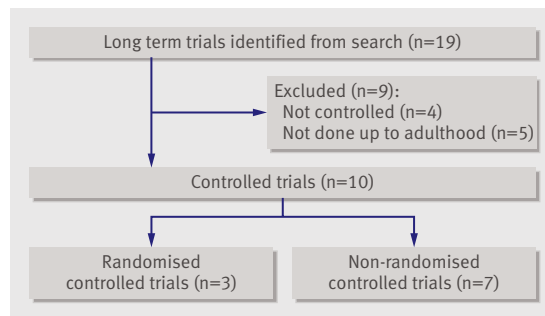 Long term trials identified from search (n=19)
Excluded (n=9):
Not controlled (n=4)
Not done up to adulthood (n=5)
Controlled trials (n=10)
Randomised
controlled trials (n=3)
Non-randomised
controlled trials (n=7)